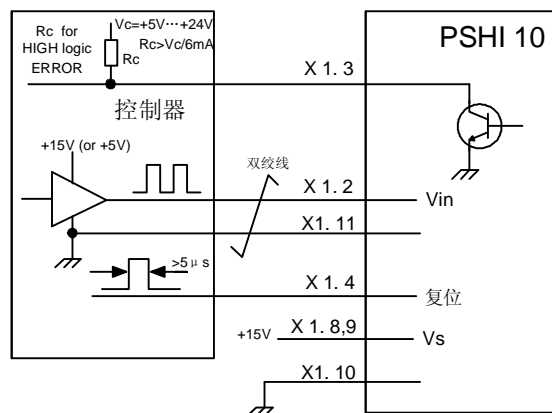 Rc for
HIGH logic
ERROR
Vc=+5V…+24V
Rc>Vc/6mA
Rc
PSHI 10
X 1. 3
控制器
+15V (or +5V)
双绞线
X 1. 2
Vin
X1. 11
>5μs
X 1. 4
复位
+15V
X 1. 8,9
Vs
X1. 10